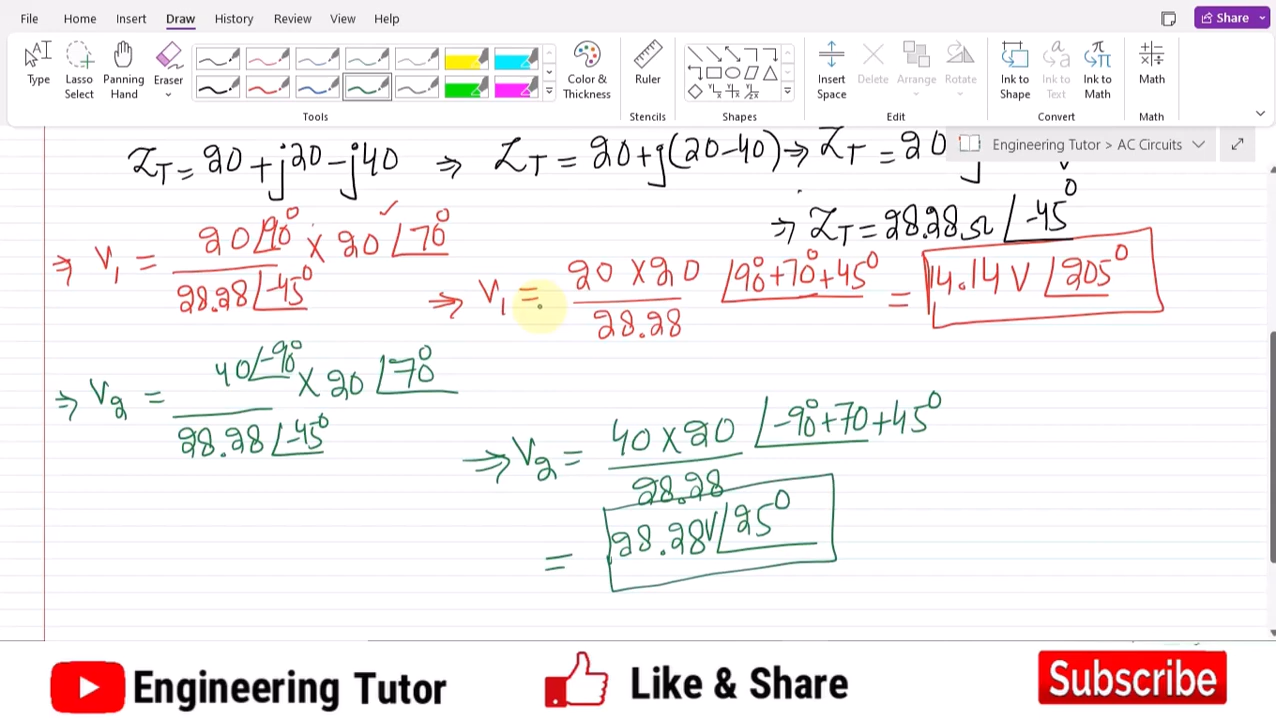 File Home Insert Draw History Review View Help Share
Type Lasso Select Panning Hand Eraser Color & Thickness Ruler Insert Space Delete Arrange Rotate Ink to Shape Ink to Text Ink to Math Math
Tools Stencils Shapes Edit Convert Math
Engineering Tutor > AC Circuits
Z_T = 20 + j20 - j40 ⇒ Z_T = 20 + j(20-40) ⇒ Z_T = 20
⇒ Z_T = 28.28Ω ∠-45°
⇒ V₁ = 20∠90° / 28.28∠-45° × 20∠70°
⇒ V₁ = 20 × 20 / 28.28 ∠90°+70°+45° = 14.14 V ∠205°
⇒ V₂ = 40∠-90° / 28.28∠-45° × 20∠70°
⇒ V₂ = 40 × 20 / 28.28 ∠-90°+70+45°
= 28.28V∠25°
Engineering Tutor Like & Share Subscribe